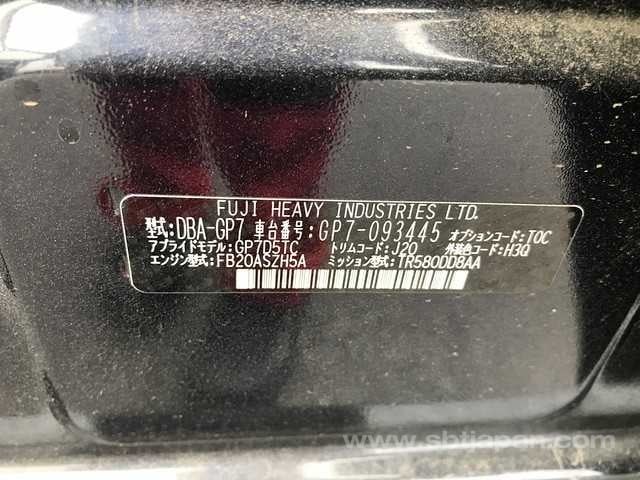 FUJI HEAVY INDUSTRIES LTD.
型式:DBA-GP7 車台番号:GP7-093445 オプションコード:TOC
アプライドモデル:GP7D5TC トリムコード:J20 外装色コード:H3Q
エンジン型式:FB20ASZH5A ミッション型式:TR580DD8AA
www.sbtjapan.com